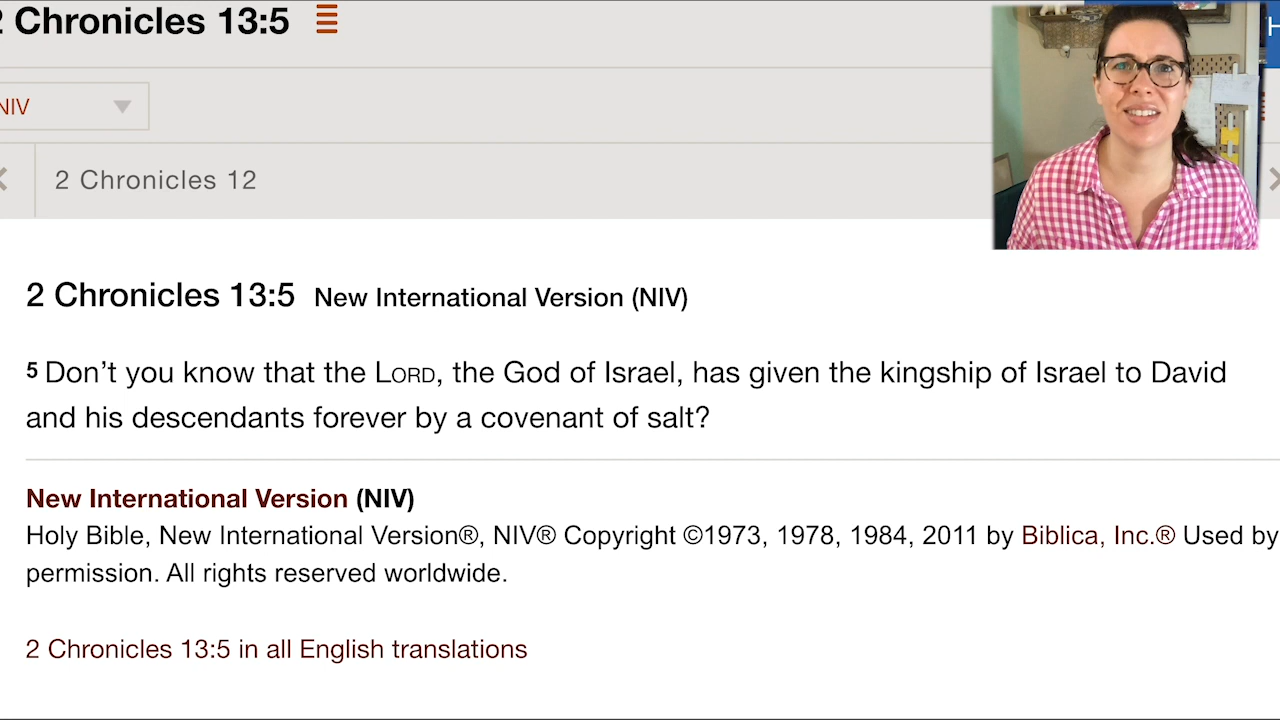 2 Chronicles 13:5
NIV
2 Chronicles 12
2 Chronicles 13:5 New International Version (NIV)
5 Don’t you know that the LORD, the God of Israel, has given the kingship of Israel to David
and his descendants forever by a covenant of salt?
New International Version (NIV)
Holy Bible, New International Version®, NIV® Copyright ©1973, 1978, 1984, 2011 by Biblica, Inc.® Used by
permission. All rights reserved worldwide.
2 Chronicles 13:5 in all English translations